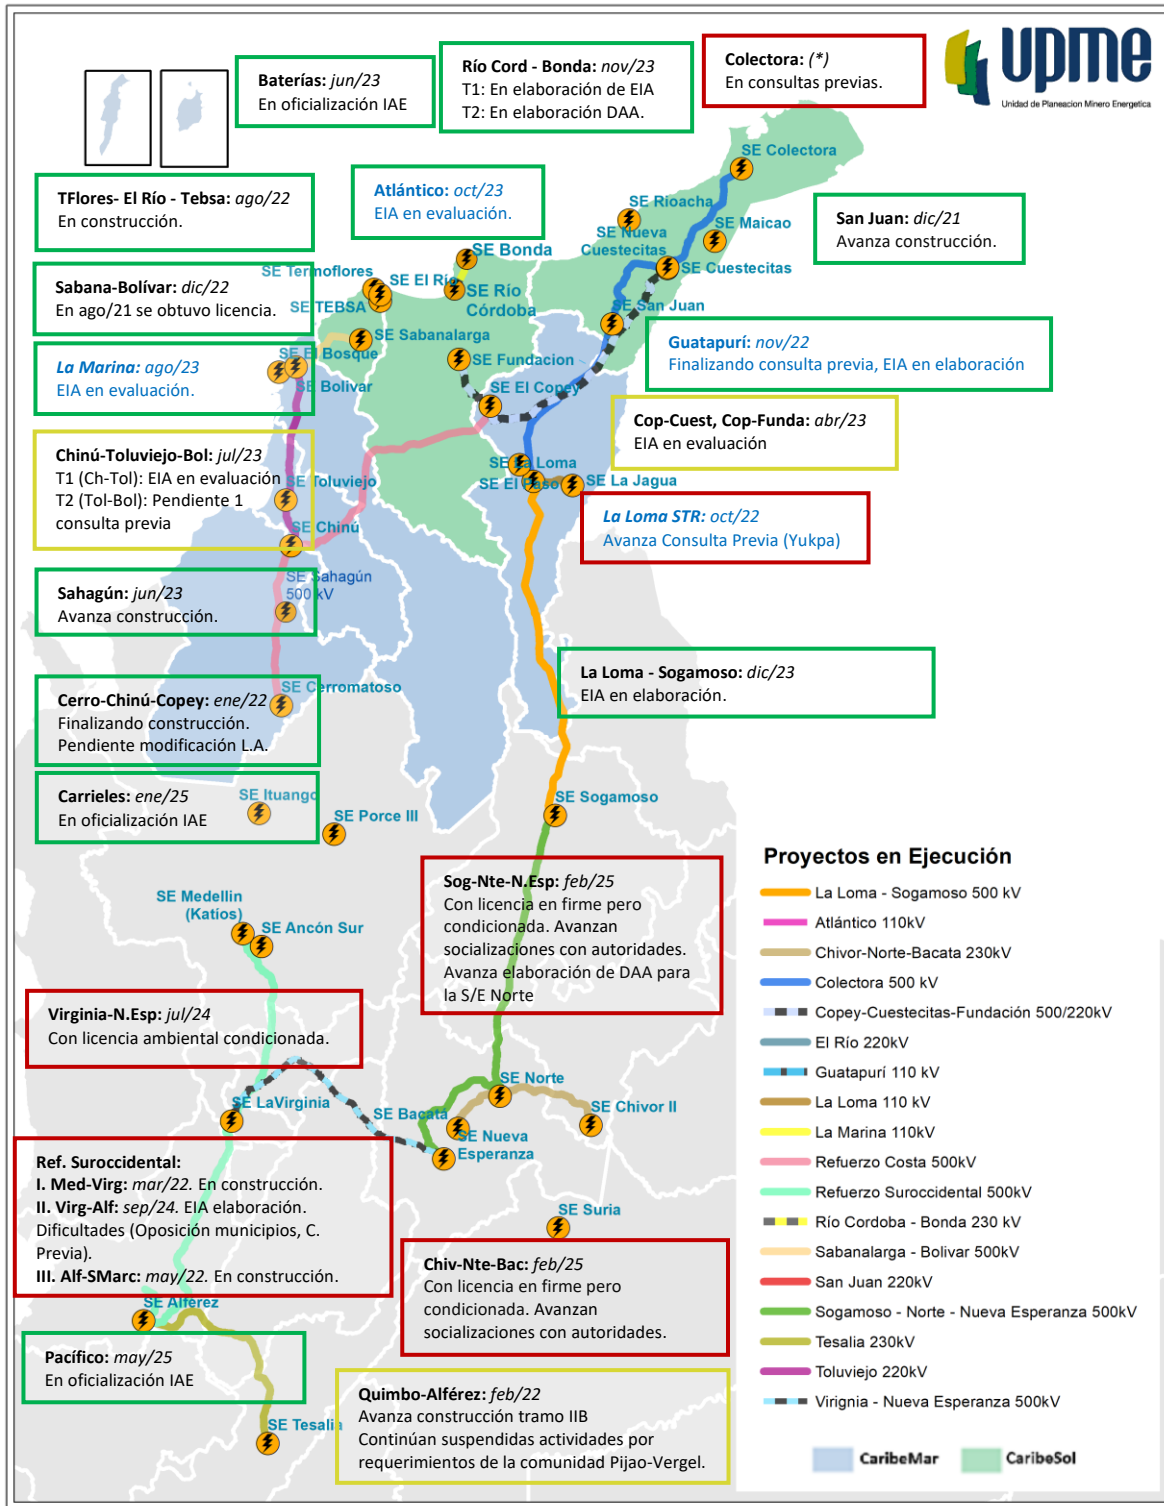 upme
Unidad de Planeacion Minero Energetica
Baterías: jun/23
En oficialización IAE
Río Cord - Bonda: nov/23
T1: En elaboración de EIA
T2: En elaboración DAA.
Colectora: (*)
En consultas previas.
TFlores- El Río - Tebsa: ago/22
En construcción.
Atlántico: oct/23
EIA en evaluación.
San Juan: dic/21
Avanza construcción.
SE Colectora
SE Rioacha
SE Maicao
SE Nueva
Cuestecitas
SE Cuestecitas
SE Bonda
SE Termoflores
SE El Río
SE Río
Córdoba
SE TEBSA
SE San Juan
Sabana-Bolívar: dic/22
En ago/21 se obtuvo licencia.
SE Sabanalarga
SE Fundacion
Guatapurí: nov/22
Finalizando consulta previa, EIA en elaboración
La Marina: ago/23
EIA en evaluación.
SE El Bosque
SE Bolivar
SE El Copey
Cop-Cuest, Cop-Funda: abr/23
EIA en evaluación
Chinú-Toluviejo-Bol: jul/23
T1 (Ch-Tol): EIA en evaluación
T2 (Tol-Bol): Pendiente 1
consulta previa
SE Toluviejo
SE Chinú
SE La Loma
SE El Paso
SE La Jagua
La Loma STR: oct/22
Avanza Consulta Previa (Yukpa)
SE Sahagún
500 kV
Sahagún: jun/23
Avanza construcción.
La Loma - Sogamoso: dic/23
EIA en elaboración.
SE Cerromatoso
Cerro-Chinú-Copey: ene/22
Finalizando construcción.
Pendiente modificación L.A.
Carrieles: ene/25
En oficialización IAE
SE Ituango
SE Porce III
SE Sogamoso
Sog-Nte-N.Esp: feb/25
Con licencia en firme pero
condicionada. Avanzan
socializaciones con autoridades.
Avanza elaboración de DAA para
la S/E Norte
SE Medellin
(Katíos)
SE Ancón Sur
Virginia-N.Esp: jul/24
Con licencia ambiental condicionada.
SE LaVirginia
SE Norte
SE Bacatá
SE Chivor II
SE Nueva
Esperanza
Ref. Suroccidental:
I. Med-Virg: mar/22. En construcción.
II. Virg-Alf: sep/24. EIA elaboración.
Dificultades (Oposición municipios, C.
Previa).
III. Alf-SMarc: may/22. En construcción.
SE Suria
Chiv-Nte-Bac: feb/25
Con licencia en firme pero
condicionada. Avanzan
socializaciones con autoridades.
SE Alférez
Pacífico: may/25
En oficialización IAE
SE Tesalia
Quimbo-Alférez: feb/22
Avanza construcción tramo IIB
Continúan suspendidas actividades por
requerimientos de la comunidad Pijao-Vergel.
Proyectos en Ejecución
La Loma - Sogamoso 500 kV
Atlántico 110kV
Chivor-Norte-Bacata 230kV
Colectora 500 kV
Copey-Cuestecitas-Fundación 500/220kV
El Río 220kV
Guatapurí 110 kV
La Loma 110 kV
La Marina 110kV
Refuerzo Costa 500kV
Refuerzo Suroccidental 500kV
Río Cordoba - Bonda 230 kV
Sabanalarga - Bolivar 500kV
San Juan 220kV
Sogamoso - Norte - Nueva Esperanza 500kV
Tesalia 230kV
Toluviejo 220kV
Virignia - Nueva Esperanza 500kV
CaribeMar
CaribeSol